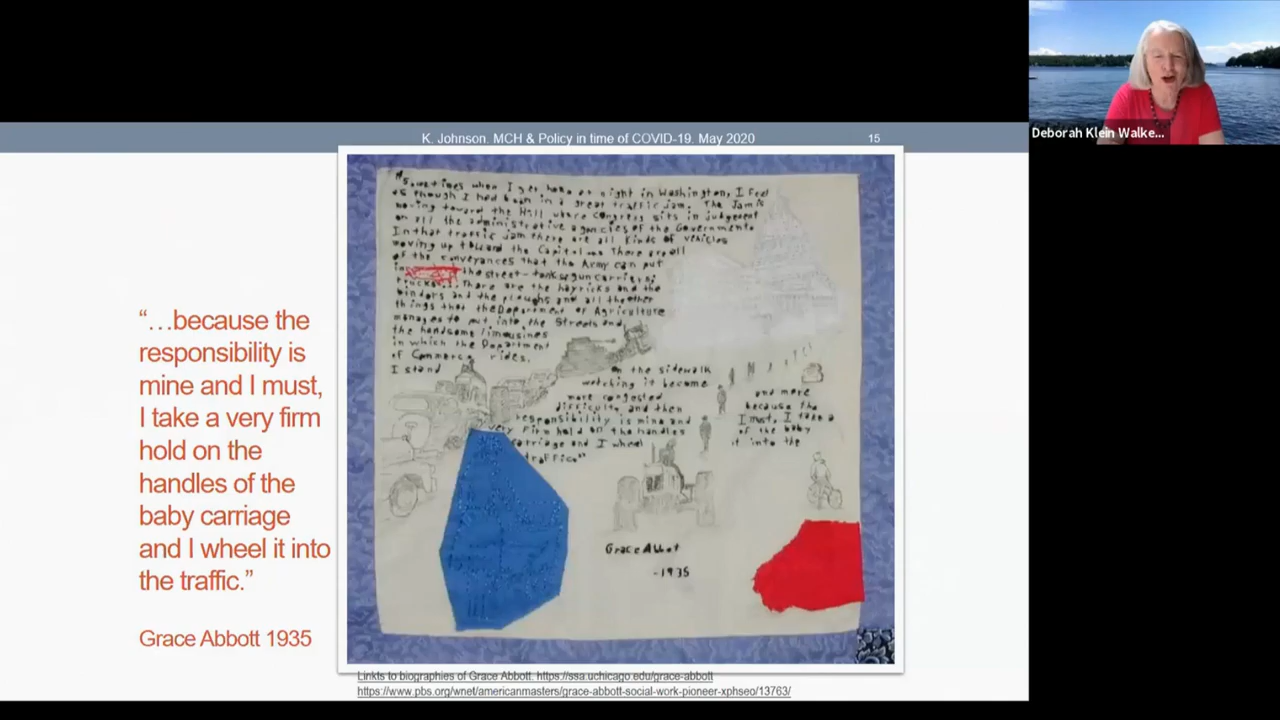 K. Johnson. MCH & Policy in time of COVID-19. May 2020
15
Deborah Klein Walke...
"Sometimes when I get home at night in Washington, I feel
as though I had been in a great traffic jam. The Jam is
moving toward the Hill where Congress sits in judgement
on all the administrative agencies of the Government.
In that traffic jam there are all kinds of vehicles
moving up toward the Capitol... There are all
of the conveyances that the Army can put
into the street- tanks, gun carriers,
trucks... There are the hayricks and the
binders and the ploughs and all the other
things that the Department of Agriculture
manages to put into the Streets and
the handsome limousines
in which the Department
of Commerce rides.
I stand on the sidewalk
watching it become more
and more congested
difficult, and then because the
responsibility is mine and I must, I take a
very firm hold on the handles of the baby
carriage and I wheel it into the
traffic"
Grace Abbot
-1935
"…because the
responsibility is
mine and I must,
I take a very firm
hold on the
handles of the
baby carriage
and I wheel it into
the traffic."
Grace Abbott 1935
Linkts to biographies of Grace Abbott. https://ssa.uchicago.edu/grace-abbott
https://www.pbs.org/wnet/americanmasters/grace-abbott-social-work-pioneer-xphseo/13763/